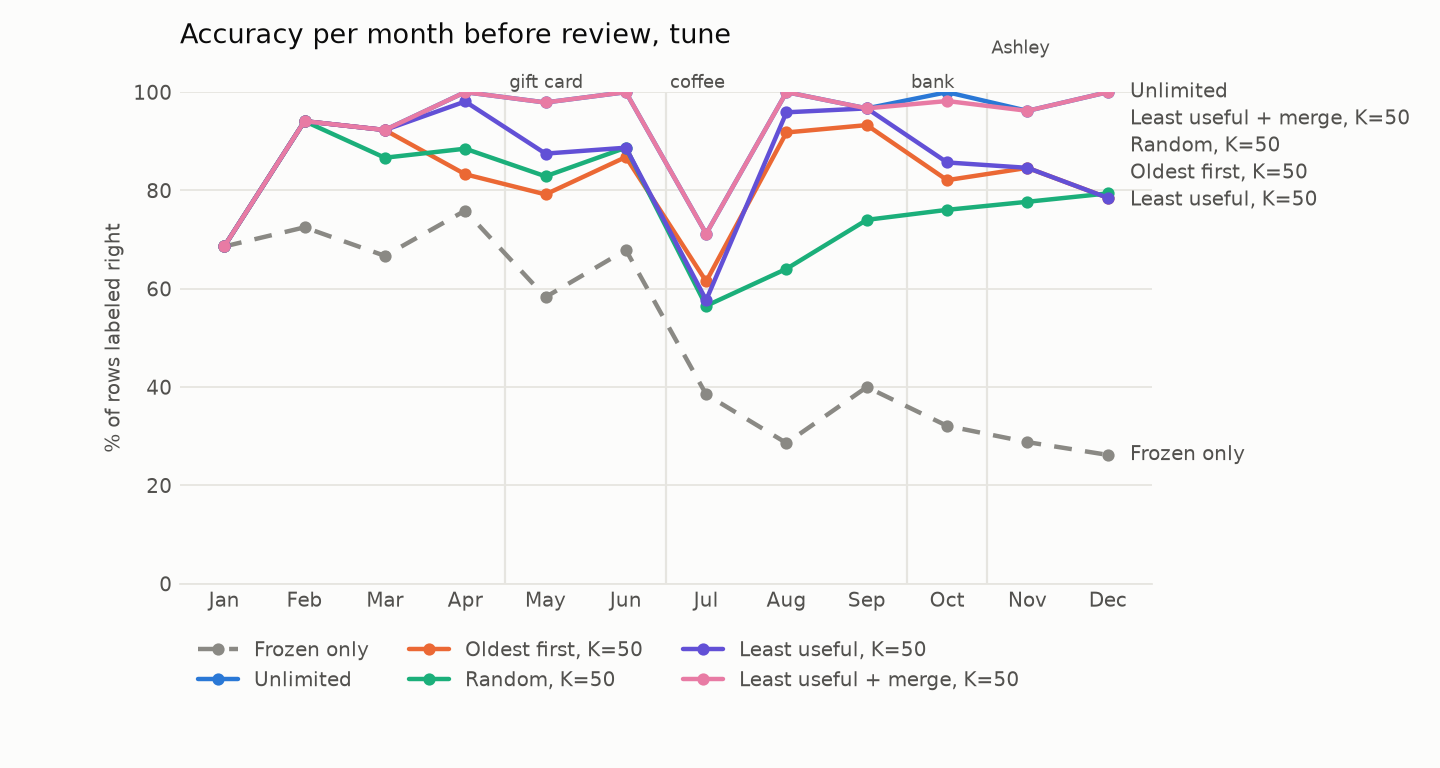 Accuracy per month before review, tune
Ashley
gift card
coffee
bank
% of rows labeled right
100
80
60
40
20
0
Unlimited
Least useful + merge, K=50
Random, K=50
Oldest first, K=50
Least useful, K=50
Frozen only
Jan
Feb
Mar
Apr
May
Jun
Jul
Aug
Sep
Oct
Nov
Dec
Frozen only
Oldest first, K=50
Least useful, K=50
Unlimited
Random, K=50
Least useful + merge, K=50